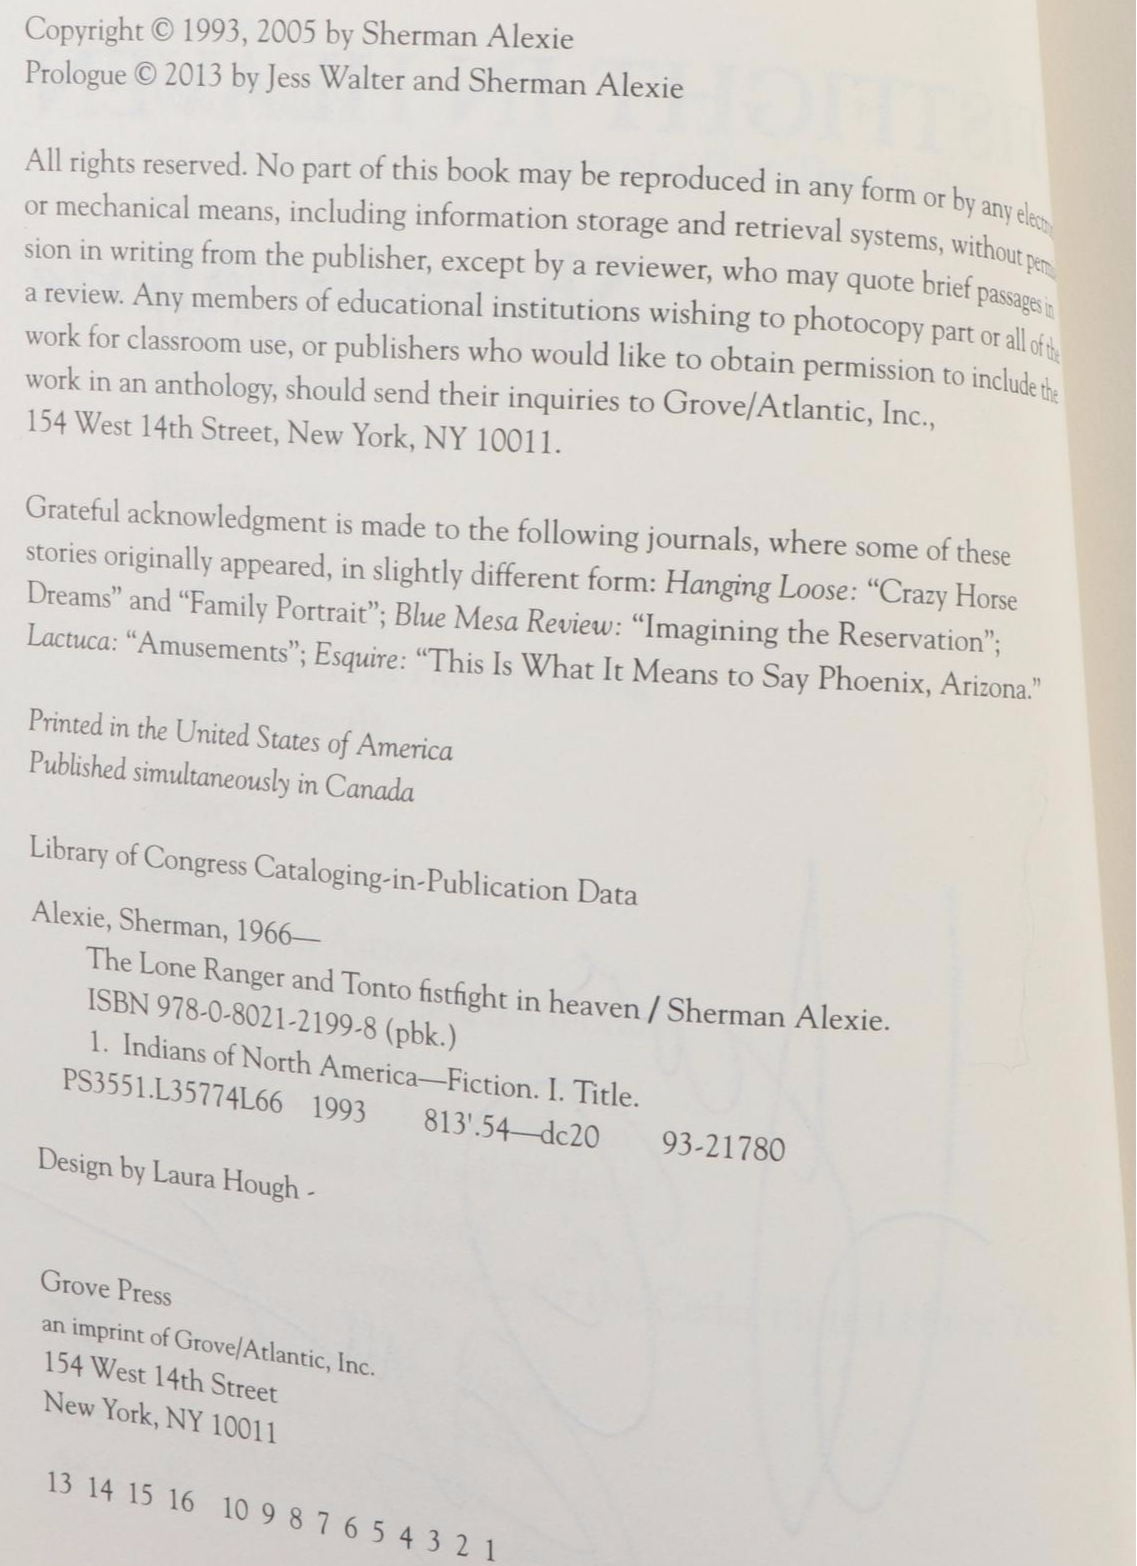 Copyright © 1993, 2005 by Sherman Alexie
Prologue © 2013 by Jess Walter and Sherman Alexie
All rights reserved. No part of this book may be reproduced in any form or by any
or mechanical means, including information storage and retrieval systems, without
sion in writing from the publisher, except by a reviewer, who may quote brief passages in
a review. Any members of educational institutions wishing to photocopy part or all of the
work for classroom use, or publishers who would like to obtain permission to include the
work in an anthology, should send their inquiries to Grove/Atlantic, Inc.,
154 West 14th Street, New York, NY 10011.
Grateful acknowledgment is made to the following journals, where some of these
stories originally appeared, in slightly different form: Hanging Loose: “Crazy Horse
Dreams” and “Family Portrait”; Blue Mesa Review: “Imagining the Reservation”;
Lactuca: “Amusements”; Esquire: “This Is What It Means to Say Phoenix, Arizona.”
Printed in the United States of America
Published simultaneously in Canada
Library of Congress Cataloging-in-Publication Data
Alexie, Sherman, 1966—
The Lone Ranger and Tonto fistfight in heaven / Sherman Alexie.
ISBN 978-0-8021-2199-8 (pbk.)
1. Indians of North America—Fiction. I. Title.
PS3551.L35774L66 1993 813'.54—dc20 93-21780
Design by Laura Hough -
Grove Press
an imprint of Grove/Atlantic, Inc.
154 West 14th Street
New York, NY 10011
13 14 15 16 10 9 8 7 6 5 4 3 2 1